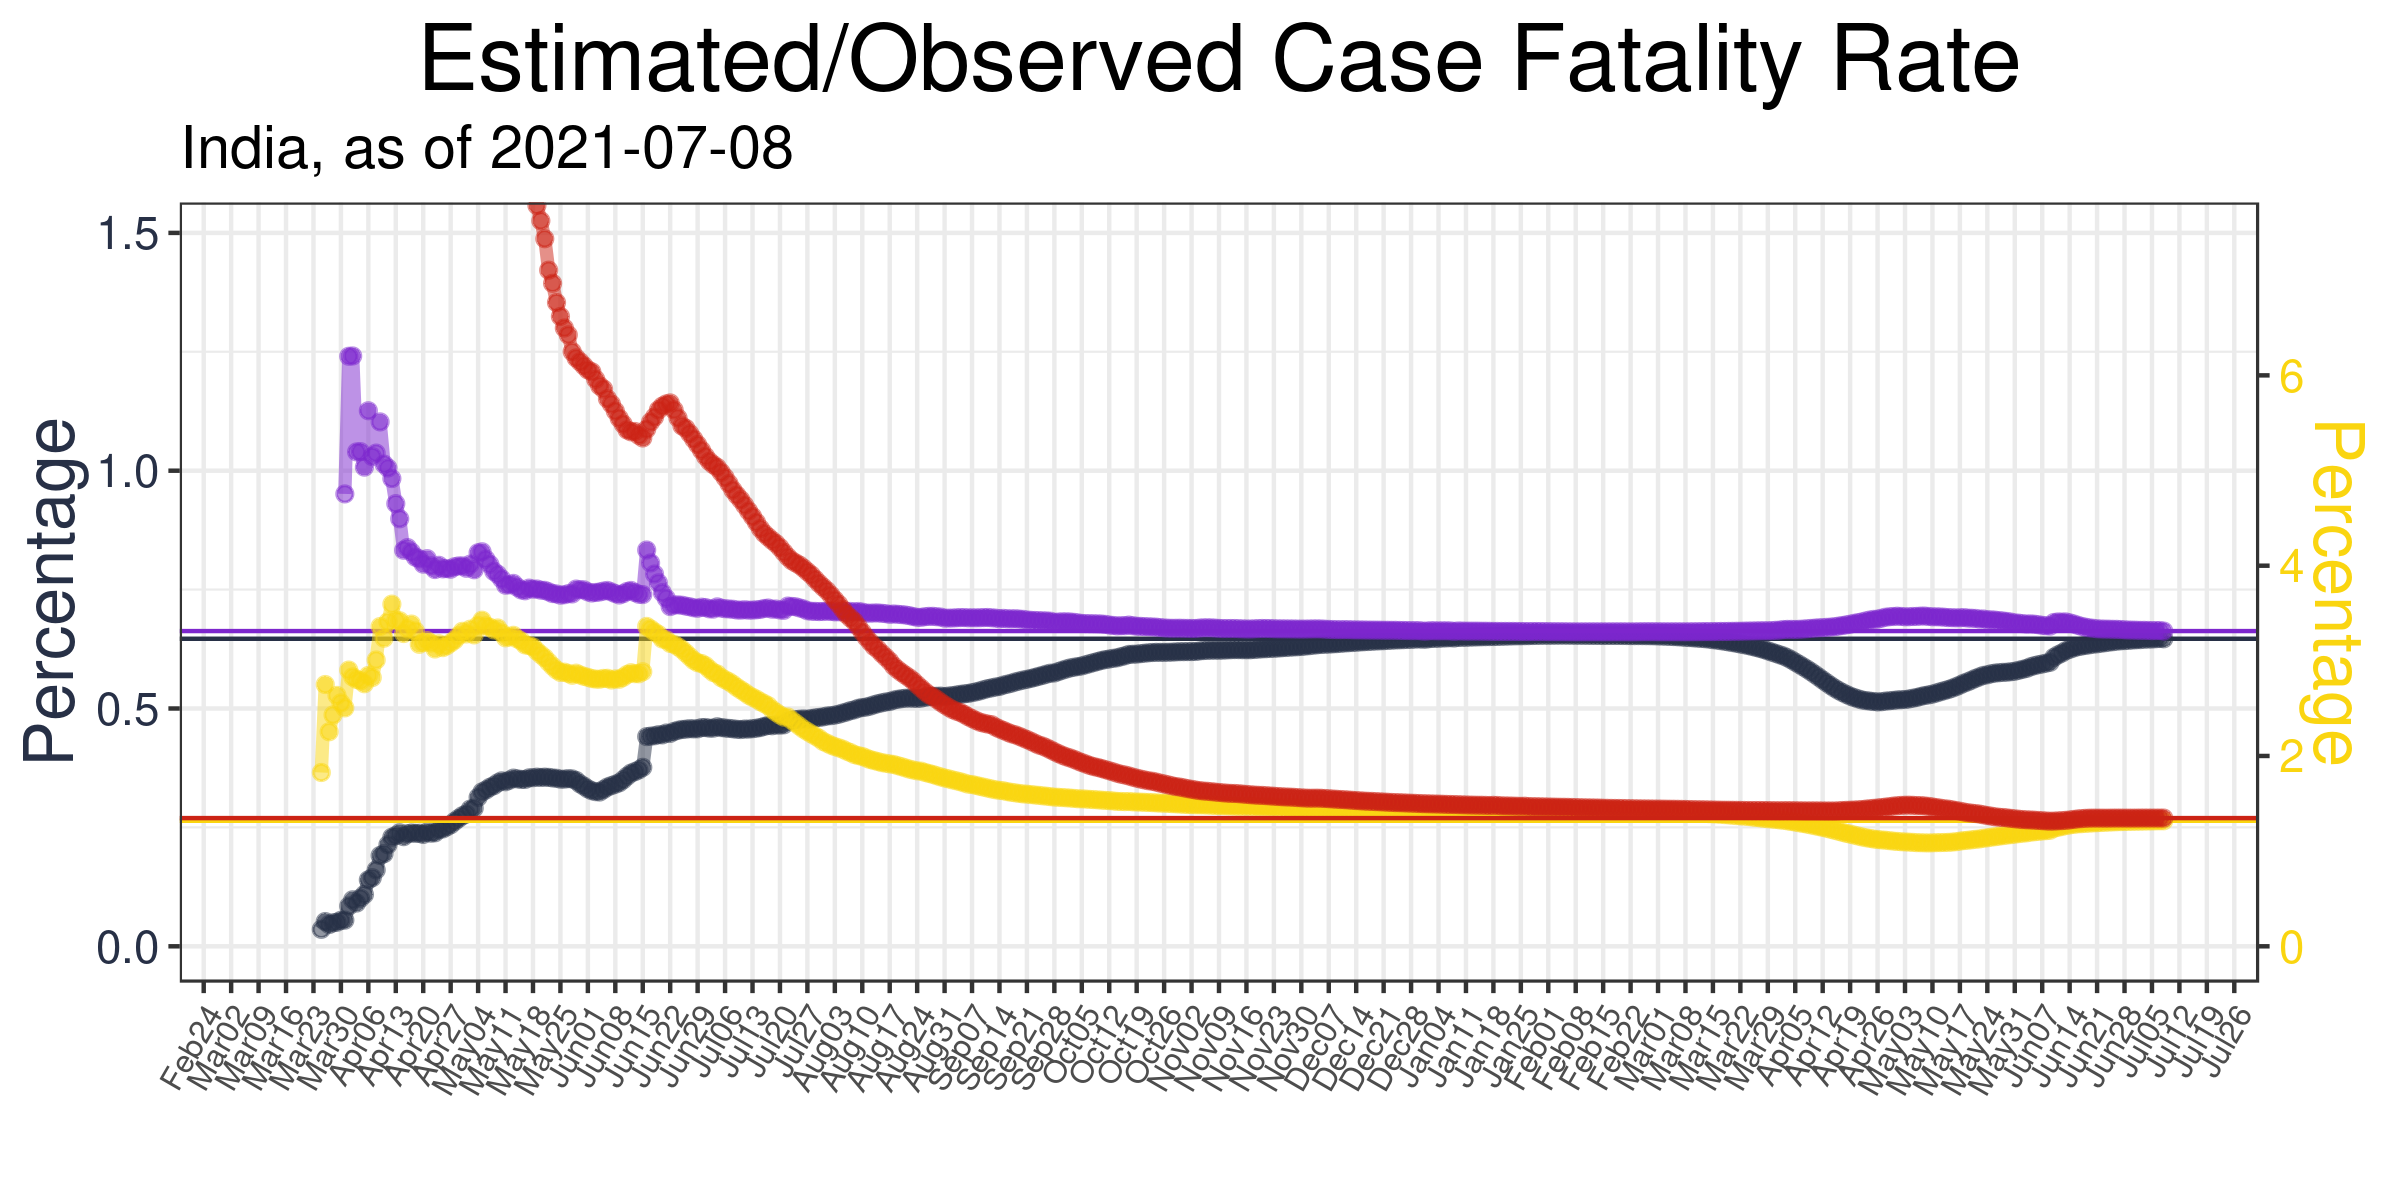 Estimated/Observed Case Fatality Rate
India, as of 2021-07-08
Percentage
1.5
1.0
0.5
0.0
6
4
2
0
Percentage
Feb24
Mar02
Mar09
Mar16
Mar23
Mar30
Apr06
Apr13
Apr20
Apr27
May04
May11
May18
May25
Jun01
Jun08
Jun15
Jun22
Jun29
Jul06
Jul13
Jul20
Jul27
Aug03
Aug10
Aug17
Aug24
Aug31
Sep07
Sep14
Sep21
Sep28
Oct05
Oct12
Oct19
Oct26
Nov02
Nov09
Nov16
Nov23
Nov30
Dec07
Dec14
Dec21
Dec28
Jan04
Jan11
Jan18
Jan25
Feb01
Feb08
Feb15
Feb22
Mar01
Mar08
Mar15
Mar22
Mar29
Apr05
Apr12
Apr19
Apr26
May03
May10
May17
May24
May31
Jun07
Jun14
Jun21
Jun28
Jul05
Jul12
Jul19
Jul26